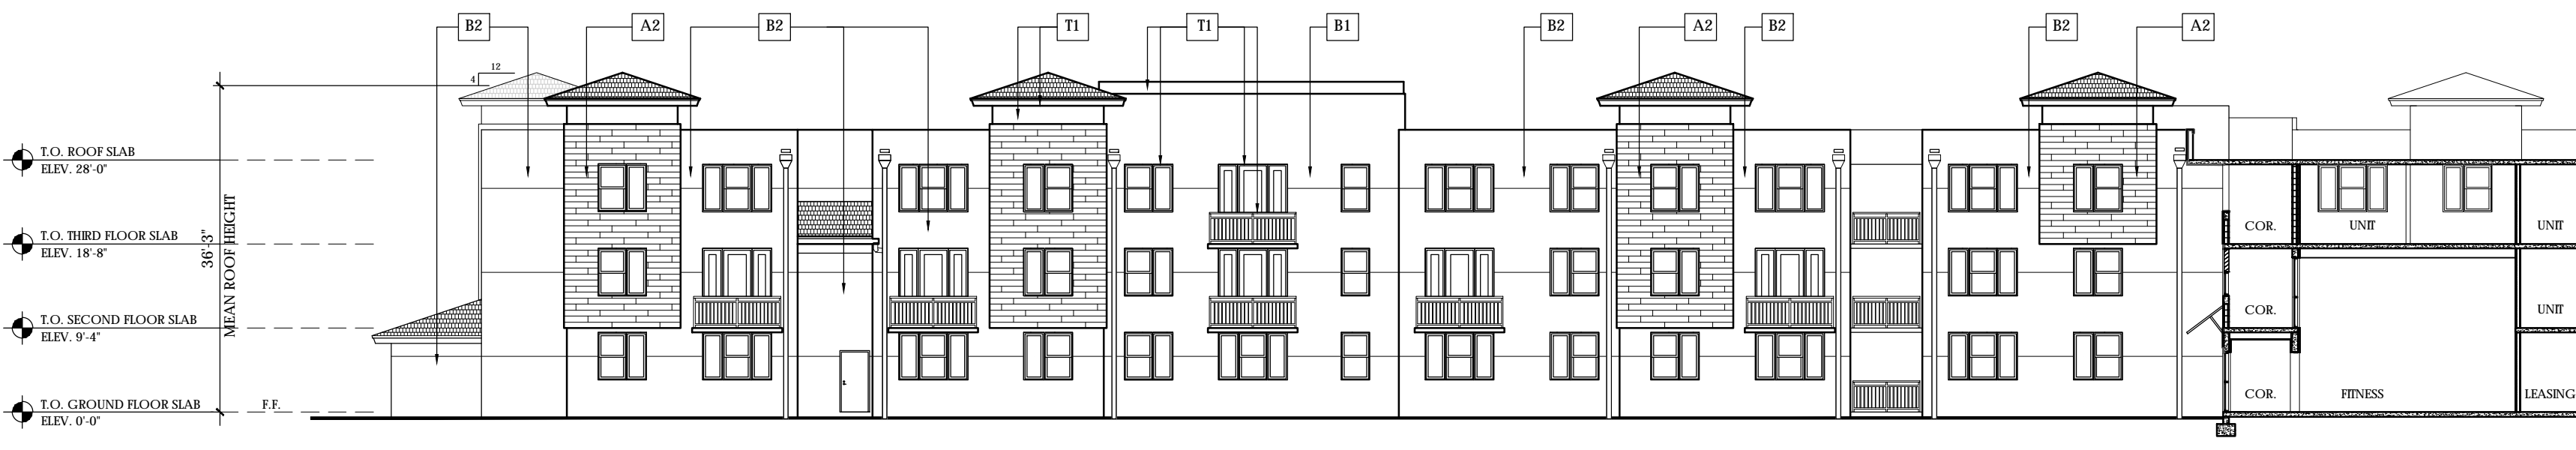 B2
A2
B2
T1
T1
B1
B2
A2
B2
B2
A2
12
4
T.O. ROOF SLAB
ELEV. 28'-0"
36'-3"
MEAN ROOF HEIGHT
T.O. THIRD FLOOR SLAB
ELEV. 18'-8"
COR.
UNIT
UNIT
T.O. SECOND FLOOR SLAB
ELEV. 9'-4"
COR.
UNIT
T.O. GROUND FLOOR SLAB
ELEV. 0'-0"
F.F.
COR.
FITNESS
LEASING